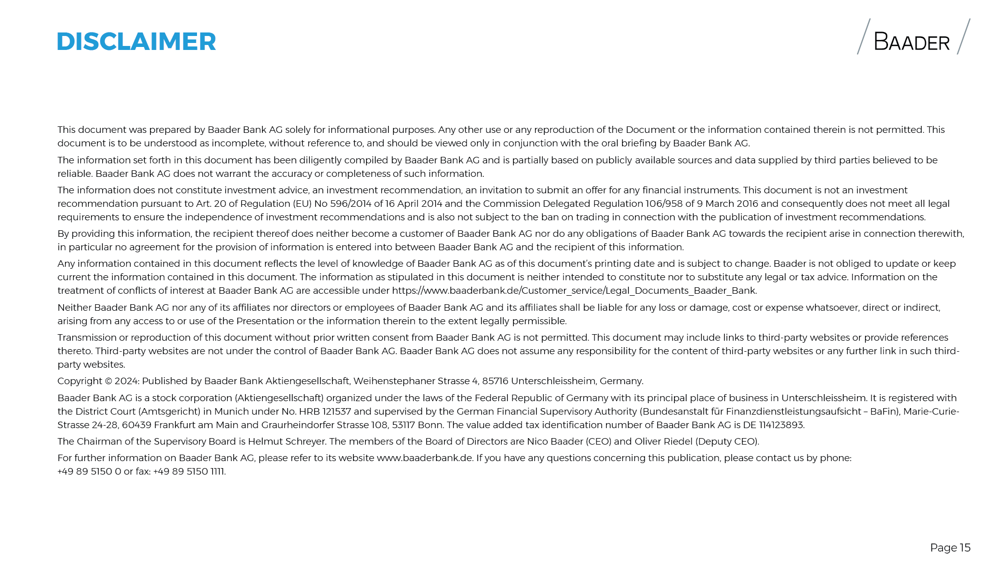 DISCLAIMER
BAADER
This document was prepared by Baader Bank AG solely for informational purposes. Any other use or any reproduction of the Document or the information contained therein is not permitted. This
document is to be understood as incomplete, without reference to, and should be viewed only in conjunction with the oral briefing by Baader Bank AG.
The information set forth in this document has been diligently compiled by Baader Bank AG and is partially based on publicly available sources and data supplied by third parties believed to be
reliable. Baader Bank AG does not warrant the accuracy or completeness of such information.
The information does not constitute investment advice, an investment recommendation, an invitation to submit an offer for any financial instruments. This document is not an investment
recommendation pursuant to Art. 20 of Regulation (EU) No 596/2014 of 16 April 2014 and the Commission Delegated Regulation 106/958 of 9 March 2016 and consequently does not meet all legal
requirements to ensure the independence of investment recommendations and is also not subject to the ban on trading in connection with the publication of investment recommendations.
By providing this information, the recipient thereof does neither become a customer of Baader Bank AG nor do any obligations of Baader Bank AG towards the recipient arise in connection therewith,
in particular no agreement for the provision of information is entered into between Baader Bank AG and the recipient of this information.
Any information contained in this document reflects the level of knowledge of Baader Bank AG as of this document's printing date and is subject to change. Baader is not obliged to update or keep
current the information contained in this document. The information as stipulated in this document is neither intended to constitute nor to substitute any legal or tax advice. Information on the
treatment of conflicts of interest at Baader Bank AG are accessible under https://www.baaderbank.de/Customer_service/Legal_Documents_Baader_Bank.
Neither Baader Bank AG nor any of its affiliates nor directors or employees of Baader Bank AG and its affiliates shall be liable for any loss or damage, cost or expense whatsoever, direct or indirect,
arising from any access to or use of the Presentation or the information therein to the extent legally permissible.
Transmission or reproduction of this document without prior written consent from Baader Bank AG is not permitted. This document may include links to third-party websites or provide references
thereto. Third-party websites are not under the control of Baader Bank AG. Baader Bank AG does not assume any responsibility for the content of third-party websites or any further link in such third-
party websites.
Copyright © 2024: Published by Baader Bank Aktiengesellschaft, Weihenstephaner Strasse 4, 85716 Unterschleissheim, Germany.
Baader Bank AG is a stock corporation (Aktiengesellschaft) organized under the laws of the Federal Republic of Germany with its principal place of business in Unterschleissheim. It is registered with
the District Court (Amtsgericht) in Munich under No. HRB 121537 and supervised by the German Financial Supervisory Authority (Bundesanstalt für Finanzdienstleistungsaufsicht – BaFin), Marie-Curie-
Strasse 24-28, 60439 Frankfurt am Main and Graurheindorfer Strasse 108, 53117 Bonn. The value added tax identification number of Baader Bank AG is DE 114123893.
The Chairman of the Supervisory Board is Helmut Schreyer. The members of the Board of Directors are Nico Baader (CEO) and Oliver Riedel (Deputy CEO).
For further information on Baader Bank AG, please refer to its website www.baaderbank.de. If you have any questions concerning this publication, please contact us by phone:
+49 89 5150 0 or fax: +49 89 5150 1111.
Page 15